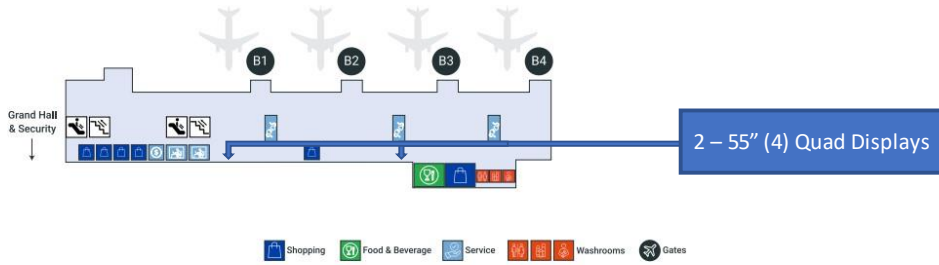 B1
B2
B3
B4
Grand Hall
& Security
2 – 55” (4) Quad Displays
Shopping
Food & Beverage
Service
Washrooms
Gates